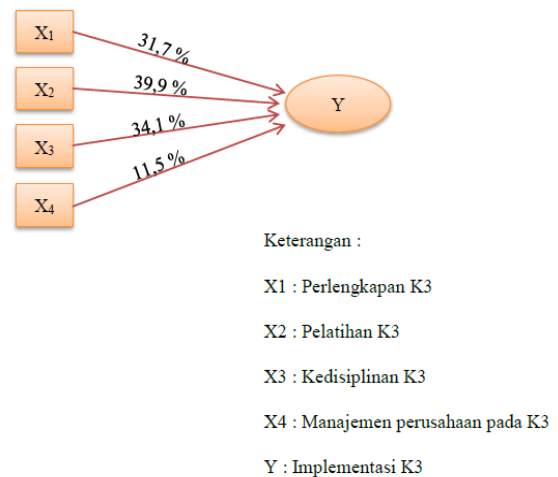 X1
31,7 %
X2
39,9 %
Y
X3
34,1 %
X4
11,5 %
Keterangan :
X1 : Perlengkapan K3
X2 : Pelatihan K3
X3 : Kedisiplinan K3
X4 : Manajemen perusahaan pada K3
Y : Implementasi K3